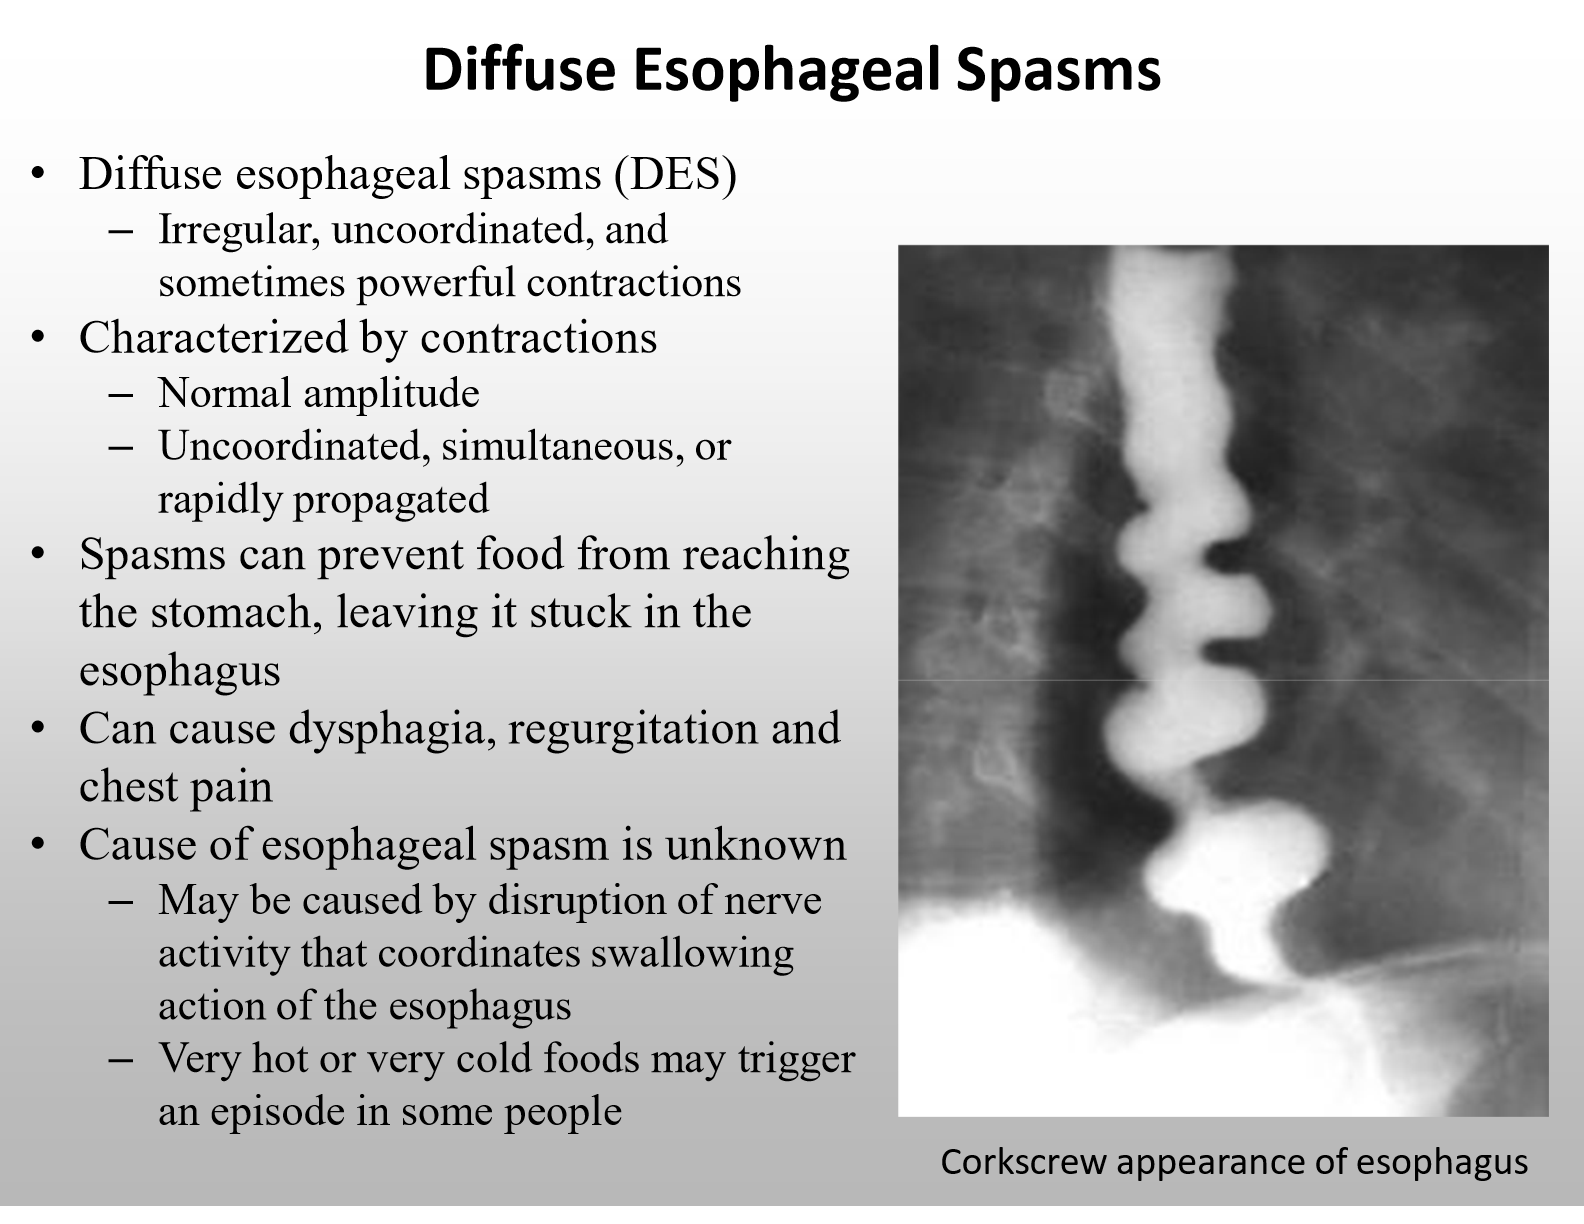 Diffuse Esophageal Spasms
• Diffuse esophageal spasms (DES)
– Irregular, uncoordinated, and
sometimes powerful contractions
• Characterized by contractions
– Normal amplitude
– Uncoordinated, simultaneous, or
rapidly propagated
• Spasms can prevent food from reaching
the stomach, leaving it stuck in the
esophagus
• Can cause dysphagia, regurgitation and
chest pain
• Cause of esophageal spasm is unknown
– May be caused by disruption of nerve
activity that coordinates swallowing
action of the esophagus
– Very hot or very cold foods may trigger
an episode in some people
Corkscrew appearance of esophagus